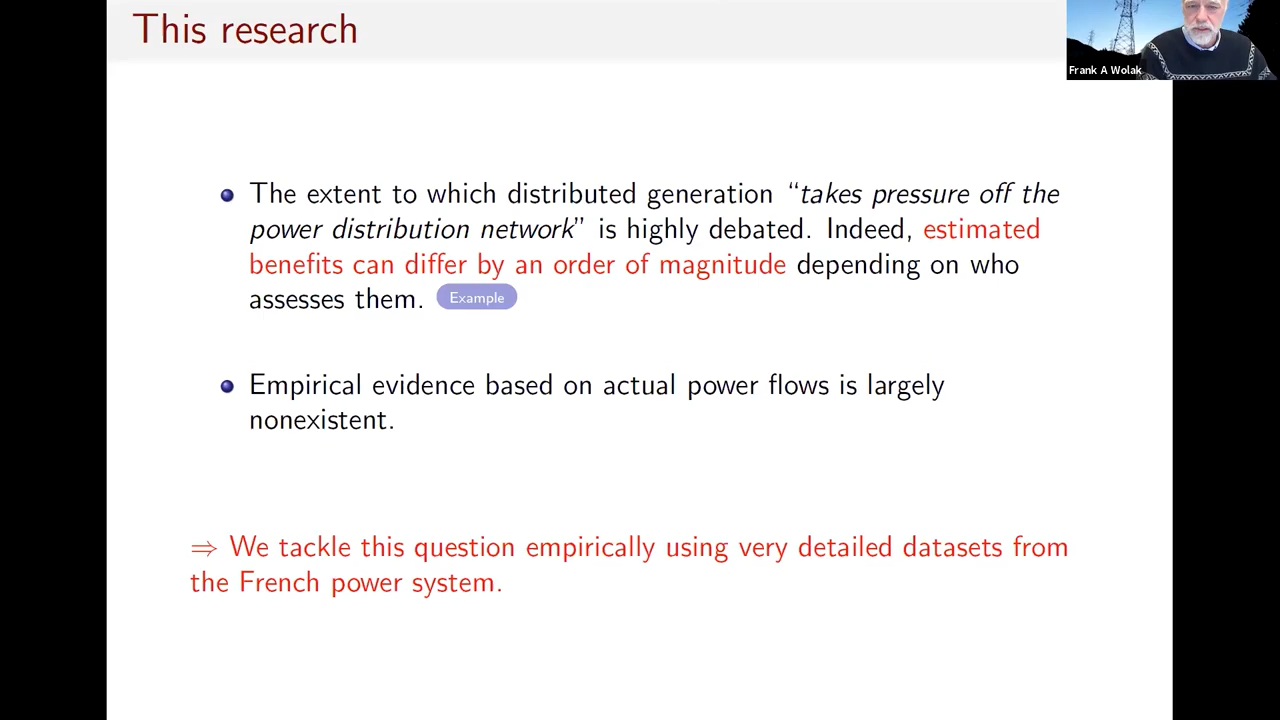 This research
Frank A Wolak
The extent to which distributed generation “takes pressure off the
power distribution network” is highly debated. Indeed, estimated
benefits can differ by an order of magnitude depending on who
assesses them. Example
Empirical evidence based on actual power flows is largely
nonexistent.
⇒ We tackle this question empirically using very detailed datasets from
the French power system.